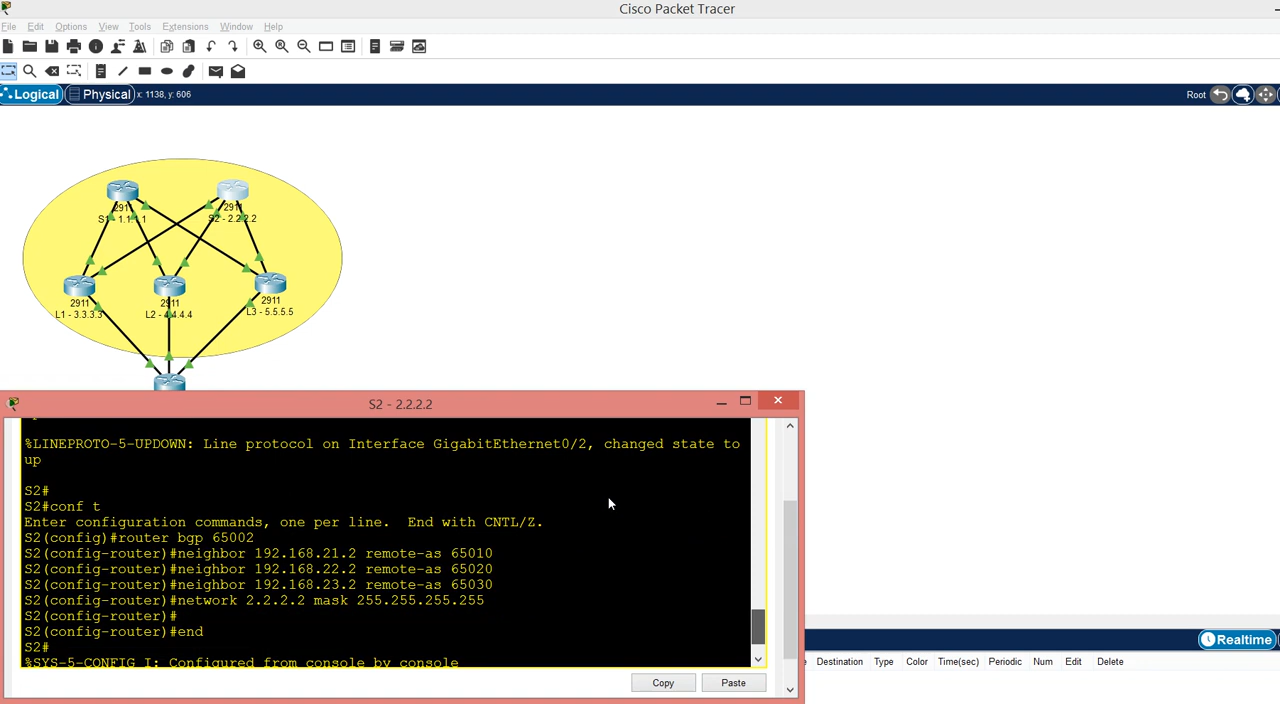 Cisco Packet Tracer
File Edit Options View Tools Extensions Window Help
Logical Physical x: 1138, y: 606 Root
2911 2911
S2 - 2.2.2.2
2911 2911 2911
L1 - 3.3.3.3 L2 - 4.4.4.4 L3 - 5.5.5.5
S2 - 2.2.2.2
%LINEPROTO-5-UPDOWN: Line protocol on Interface GigabitEthernet0/2, changed state to
up
S2#
S2#conf t
Enter configuration commands, one per line. End with CNTL/Z.
S2(config)#router bgp 65002
S2(config-router)#neighbor 192.168.21.2 remote-as 65010
S2(config-router)#neighbor 192.168.22.2 remote-as 65020
S2(config-router)#neighbor 192.168.23.2 remote-as 65030
S2(config-router)#network 2.2.2.2 mask 255.255.255.255
S2(config-router)#
S2(config-router)#end
S2#
%SYS-5-CONFIG_I: Configured from console by console
Copy Paste
Realtime
Destination Type Color Time(sec) Periodic Num Edit Delete